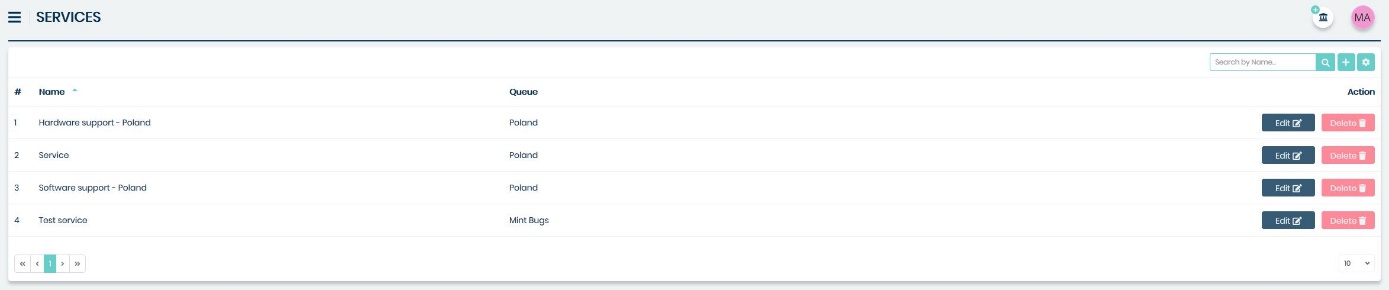 SERVICES
MA
Search by Name...
# Name Queue Action
1 Hardware support - Poland Poland Edit Delete
2 Service Poland Edit Delete
3 Software support - Poland Poland Edit Delete
4 Test service Mint Bugs Edit Delete
« ‹ 1 › » 10